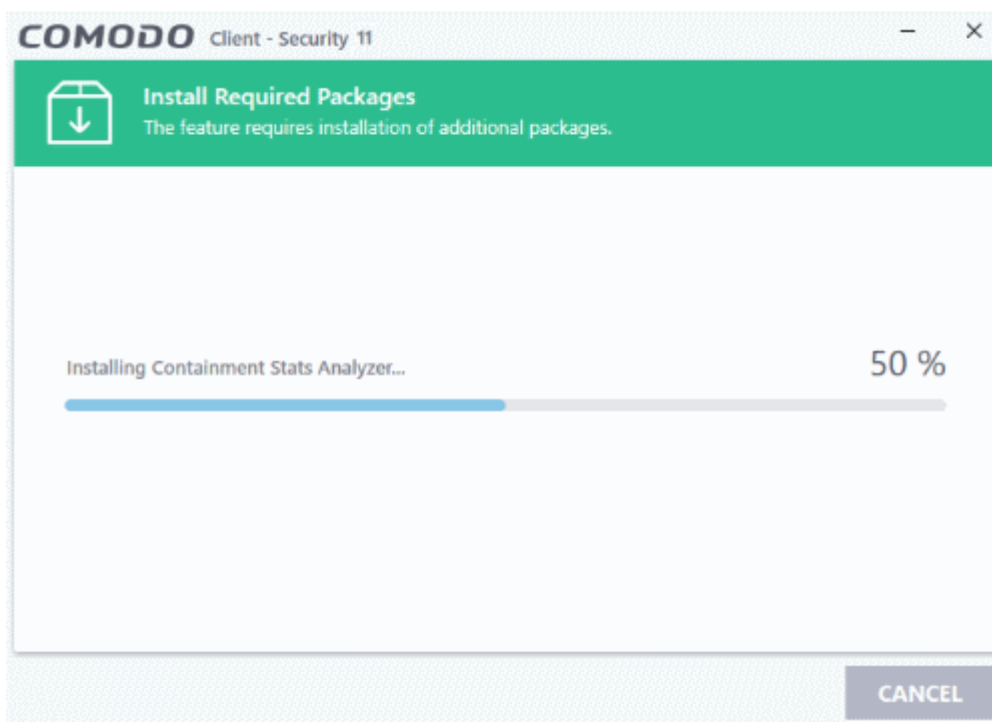 COMODO Client - Security 11
Install Required Packages
The feature requires installation of additional packages.
Installing Containment Stats Analyzer...
50 %
CANCEL